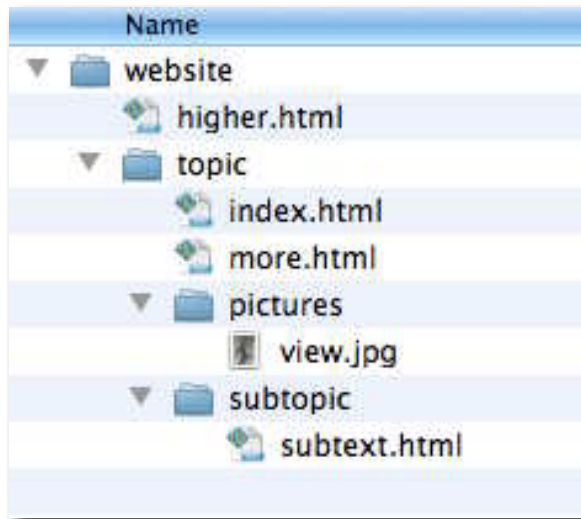 Name
website
higher.html
topic
index.html
more.html
pictures
view.jpg
subtopic
subtext.html